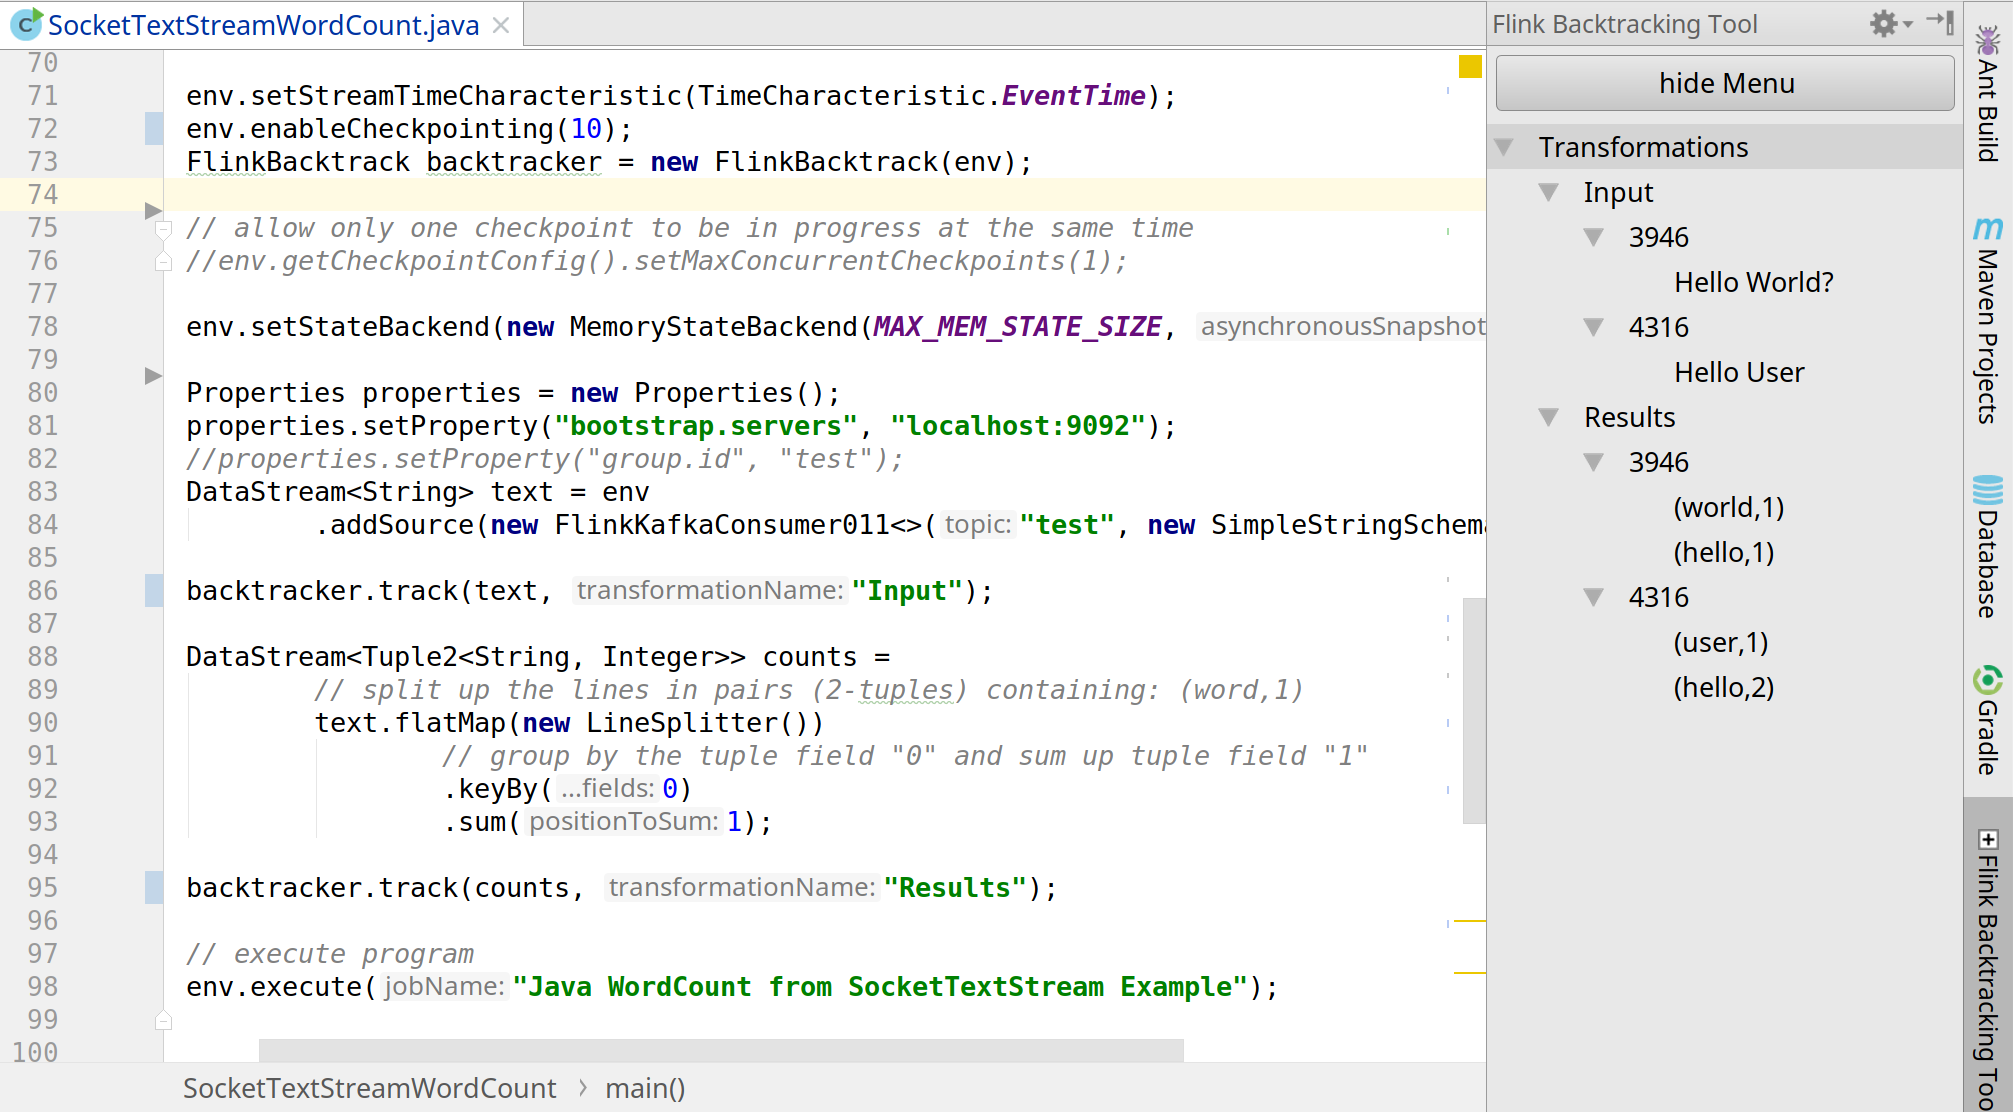 SocketTextStreamWordCount.java
70
71 env.setStreamTimeCharacteristic(TimeCharacteristic.EventTime);
72 env.enableCheckpointing(10);
73 FlinkBacktrack backtracker = new FlinkBacktrack(env);
74
75 // allow only one checkpoint to be in progress at the same time
76 //env.getCheckpointConfig().setMaxConcurrentCheckpoints(1);
77
78 env.setStateBackend(new MemoryStateBackend(MAX_MEM_STATE_SIZE, asynchronousSnapshot
79
80 Properties properties = new Properties();
81 properties.setProperty("bootstrap.servers", "localhost:9092");
82 //properties.setProperty("group.id", "test");
83 DataStream<String> text = env
84 .addSource(new FlinkKafkaConsumer011<>( topic: "test", new SimpleStringSchema
85
86 backtracker.track(text, transformationName: "Input");
87
88 DataStream<Tuple2<String, Integer>> counts =
89 // split up the lines in pairs (2-tuples) containing: (word,1)
90 text.flatMap(new LineSplitter())
91 // group by the tuple field "0" and sum up tuple field "1"
92 .keyBy( ...fields: 0)
93 .sum( positionToSum: 1);
94
95 backtracker.track(counts, transformationName: "Results");
96
97 // execute program
98 env.execute( jobName: "Java WordCount from SocketTextStream Example");
99
100
SocketTextStreamWordCount › main()
Flink Backtracking Tool
hide Menu
Transformations
Input
3946
Hello World?
4316
Hello User
Results
3946
(world,1)
(hello,1)
4316
(user,1)
(hello,2)
Ant Build
Maven Projects
Database
Gradle
Flink Backtracking Too